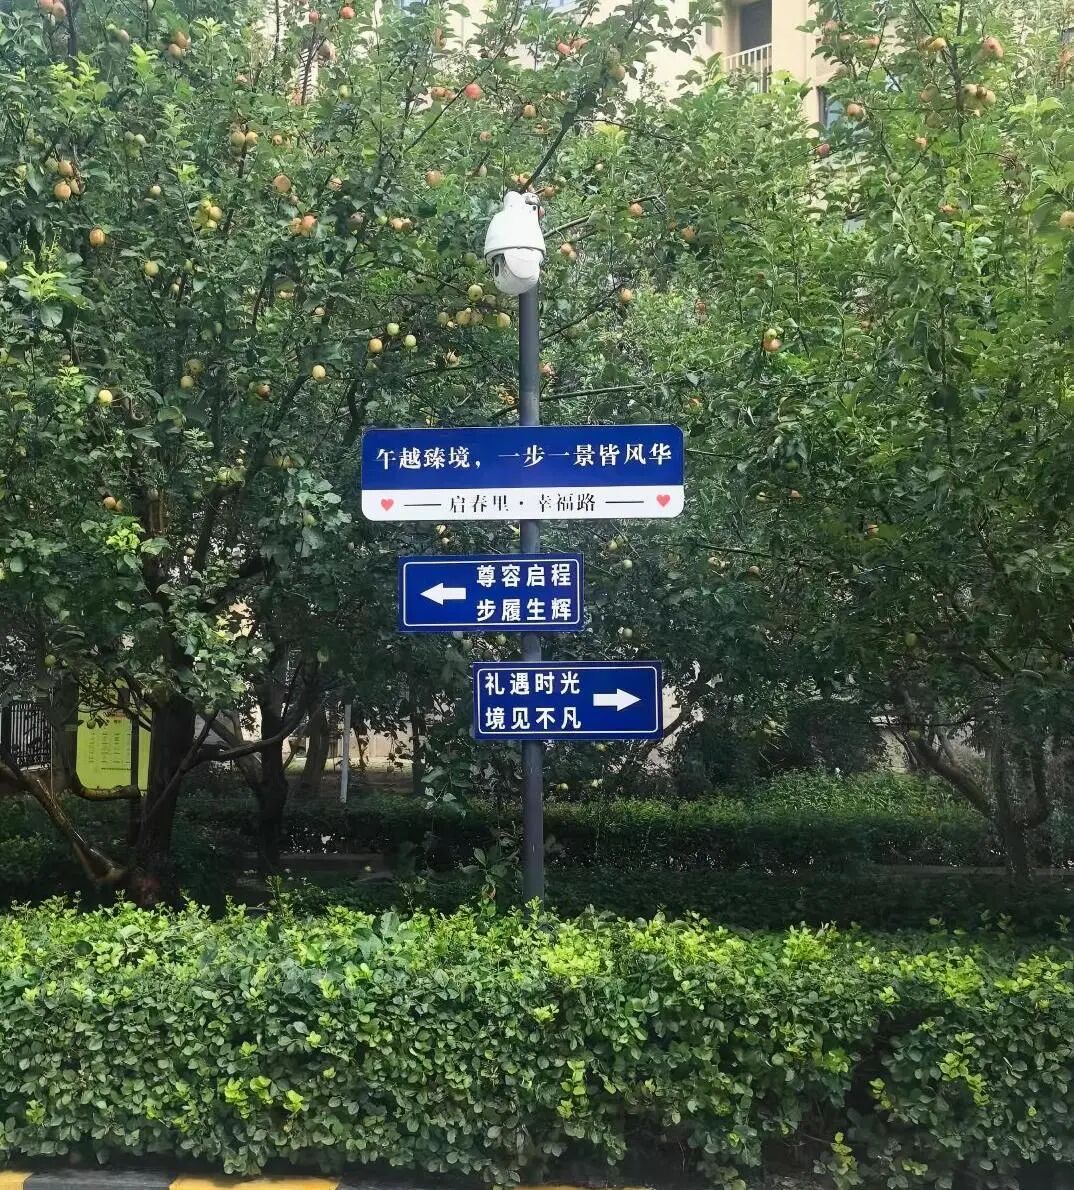 午越臻境，一步一景皆风华
启春里·幸福路
尊容启程
步履生辉
礼遇时光
境见不凡